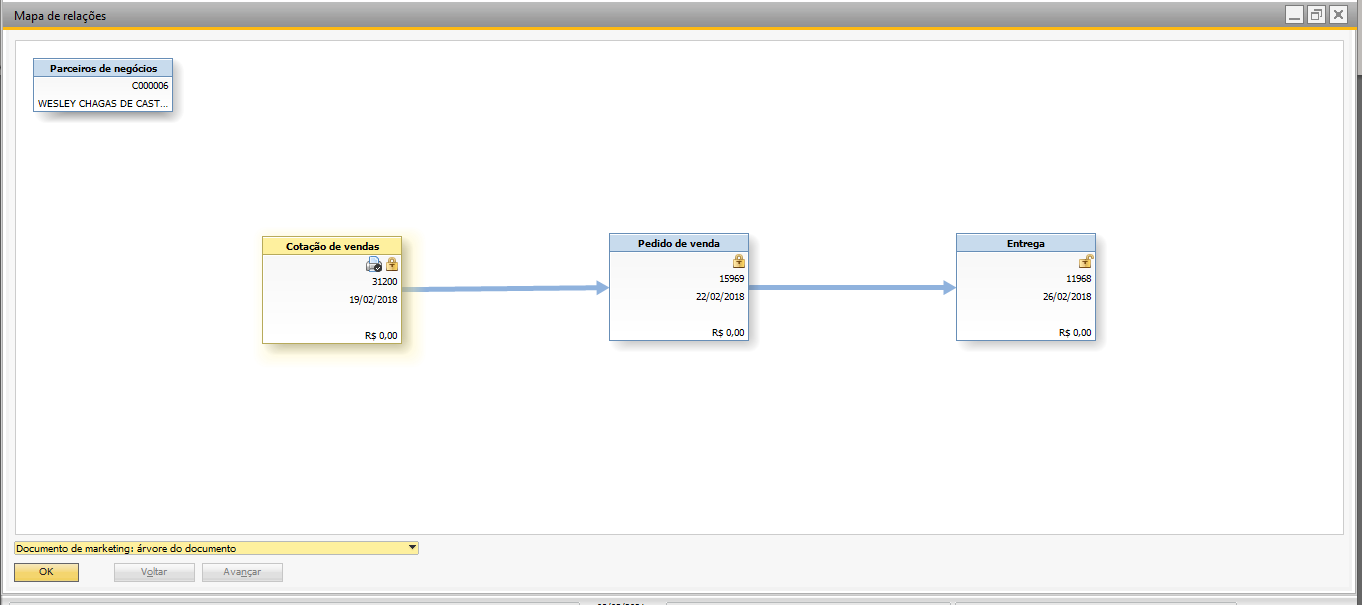 Mapa de relações
Parceiros de negócios
C000006
WESLEY CHAGAS DE CAST...
Cotação de vendas
31200
19/02/2018
R$ 0,00
Pedido de venda
15969
22/02/2018
R$ 0,00
Entrega
11968
26/02/2018
R$ 0,00
Documento de marketing: árvore do documento
OK
Voltar
Avançar